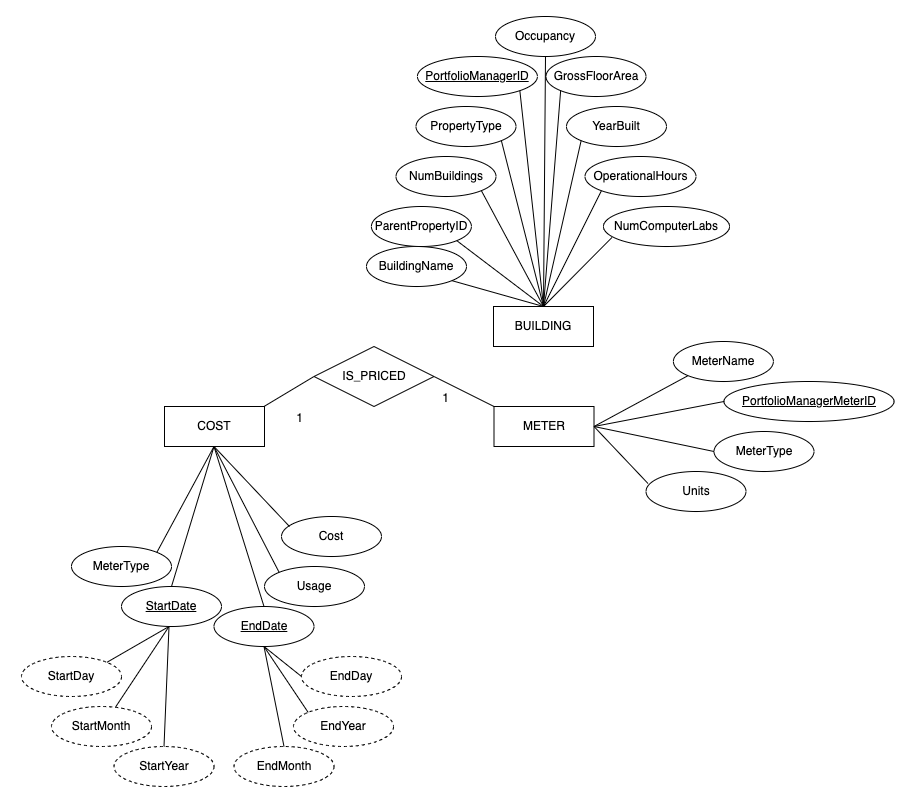 Occupancy
PortfolioManagerID
GrossFloorArea
PropertyType
YearBuilt
NumBuildings
OperationalHours
ParentPropertyID
NumComputerLabs
BuildingName
BUILDING
IS_PRICED
MeterName
1
PortfolioManagerMeterID
1
COST
METER
MeterType
Units
Cost
MeterType
Usage
StartDate
EndDate
StartDay
EndDay
StartMonth
EndYear
StartYear
EndMonth